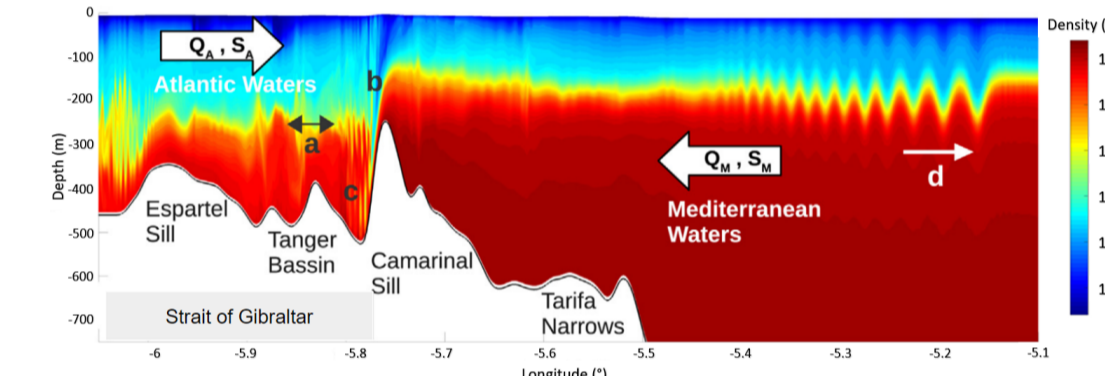 Density (
0
-100
-200
-300
-400
-500
-600
-700
Depth (m)
Q_A , S_A
Atlantic Waters
a
b
c
d
Q_M , S_M
Mediterranean
Waters
Espartel
Sill
Tanger
Bassin
Camarinal
Sill
Tarifa
Narrows
Strait of Gibraltar
-6
-5.9
-5.8
-5.7
-5.6
-5.5
-5.4
-5.3
-5.2
-5.1
Longitude (°)
1
1
1
1
1
1